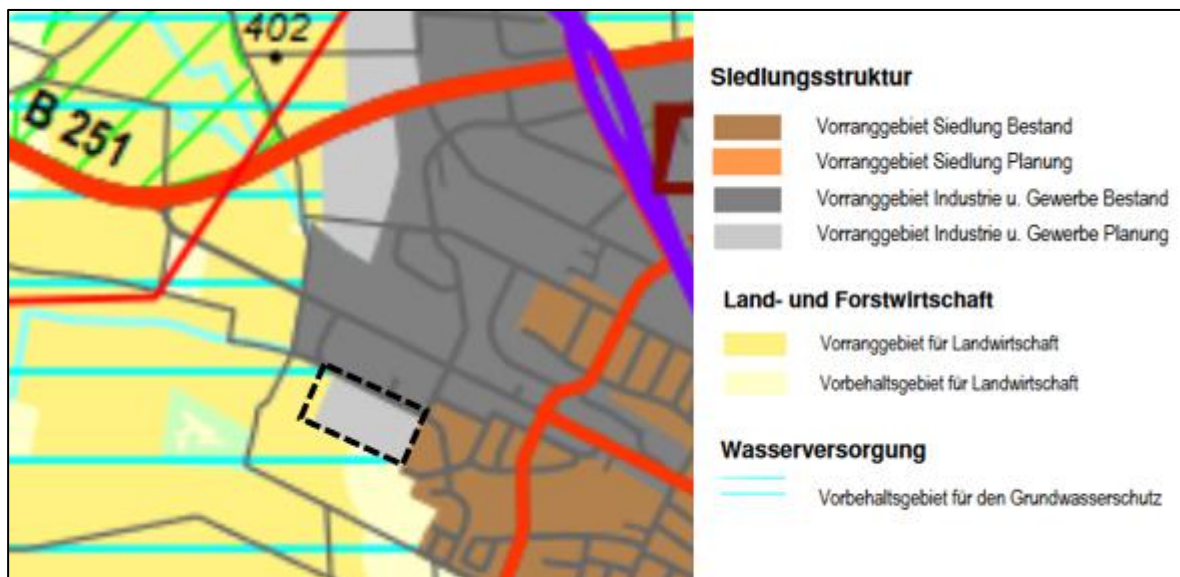 402
B 251
Siedlungsstruktur
Vorranggebiet Siedlung Bestand
Vorranggebiet Siedlung Planung
Vorranggebiet Industrie u. Gewerbe Bestand
Vorranggebiet Industrie u. Gewerbe Planung
Land- und Forstwirtschaft
Vorranggebiet für Landwirtschaft
Vorbehaltsgebiet für Landwirtschaft
Wasserversorgung
Vorbehaltsgebiet für den Grundwasserschutz